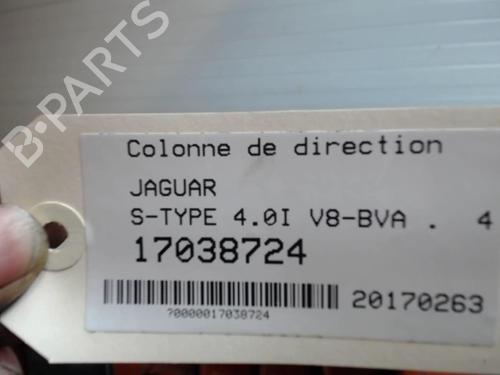 Colonne de direction
JAGUAR
S-TYPE 4.0I V8-BVA . 4
17038724
20170263
?0000017038724
B-PARTS